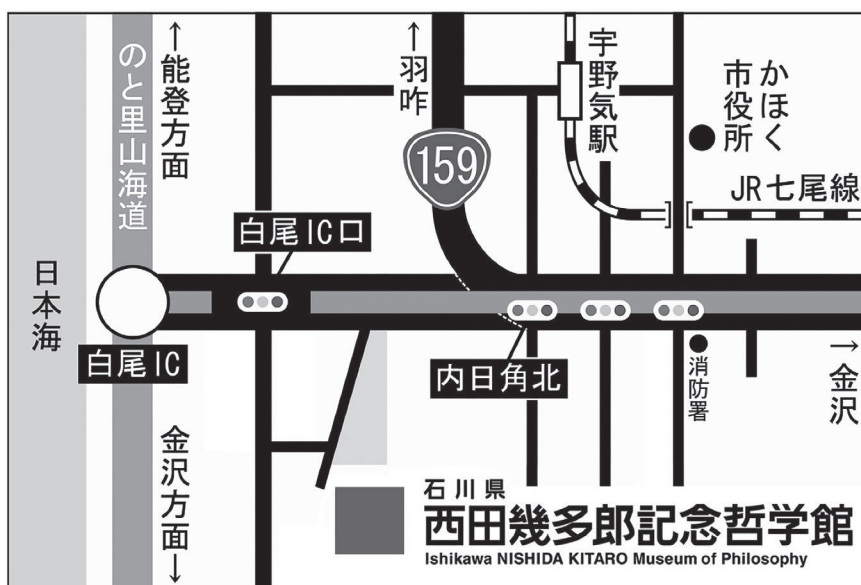 ↑能登方面
のと里山海道
↑羽咋
宇野気駅
かほく
市役所
159
JR七尾線
白尾IC口
日本海
白尾IC
内日角北
消防署
→金沢
金沢方面↓
石川県
西田幾多郎記念哲学館
Ishikawa NISHIDA KITARO Museum of Philosophy